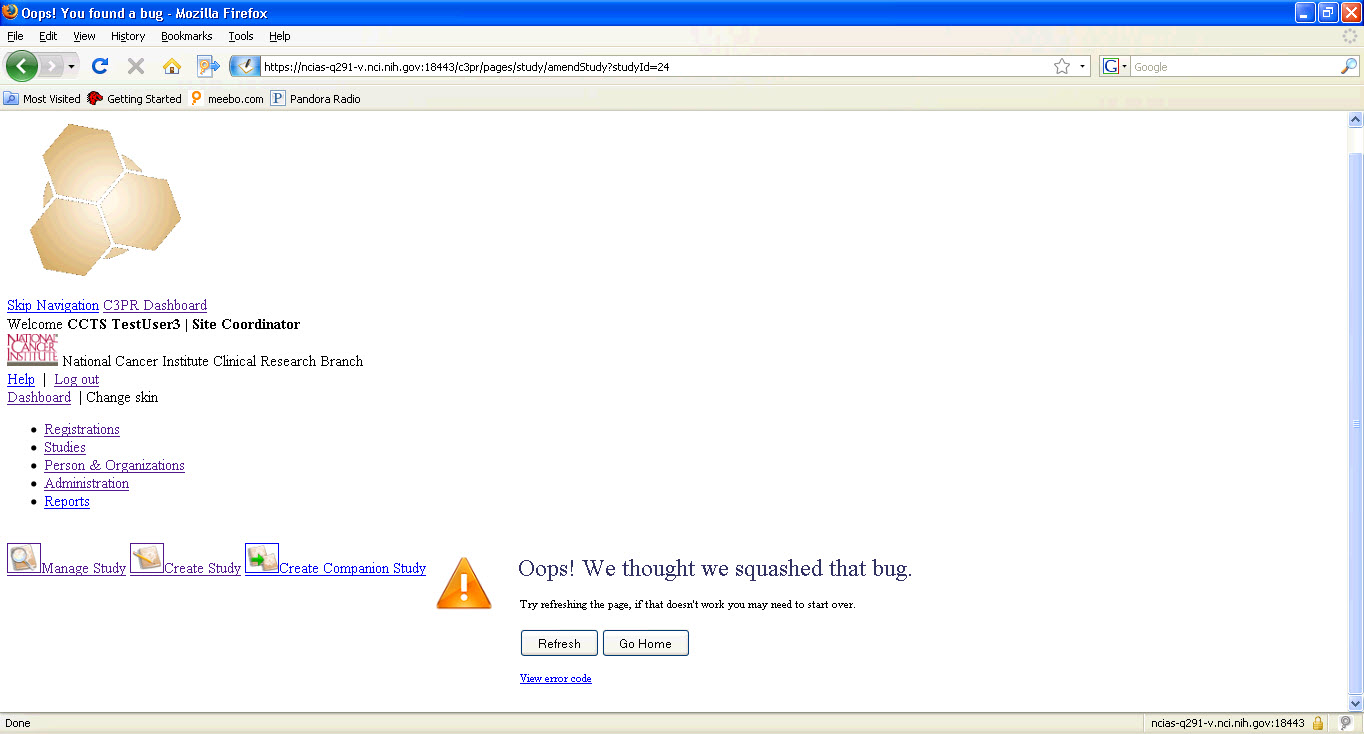 Oops! You found a bug - Mozilla Firefox
File Edit View History Bookmarks Tools Help
https://ncias-q291-v.nci.nih.gov:18443/c3pr/pages/study/amendStudy?studyId=24
G Google
Most Visited Getting Started meebo.com P Pandora Radio
Skip Navigation C3PR Dashboard
Welcome CCTS TestUser3 | Site Coordinator
NATIONAL
CANCER
INSTITUTE
National Cancer Institute Clinical Research Branch
Help | Log out
Dashboard | Change skin
Registrations
Studies
Person & Organizations
Administration
Reports
Manage Study Create Study Create Companion Study
Oops! We thought we squashed that bug.
Try refreshing the page, if that doesn't work you may need to start over.
Refresh Go Home
View error code
Done ncias-q291-v.nci.nih.gov:18443